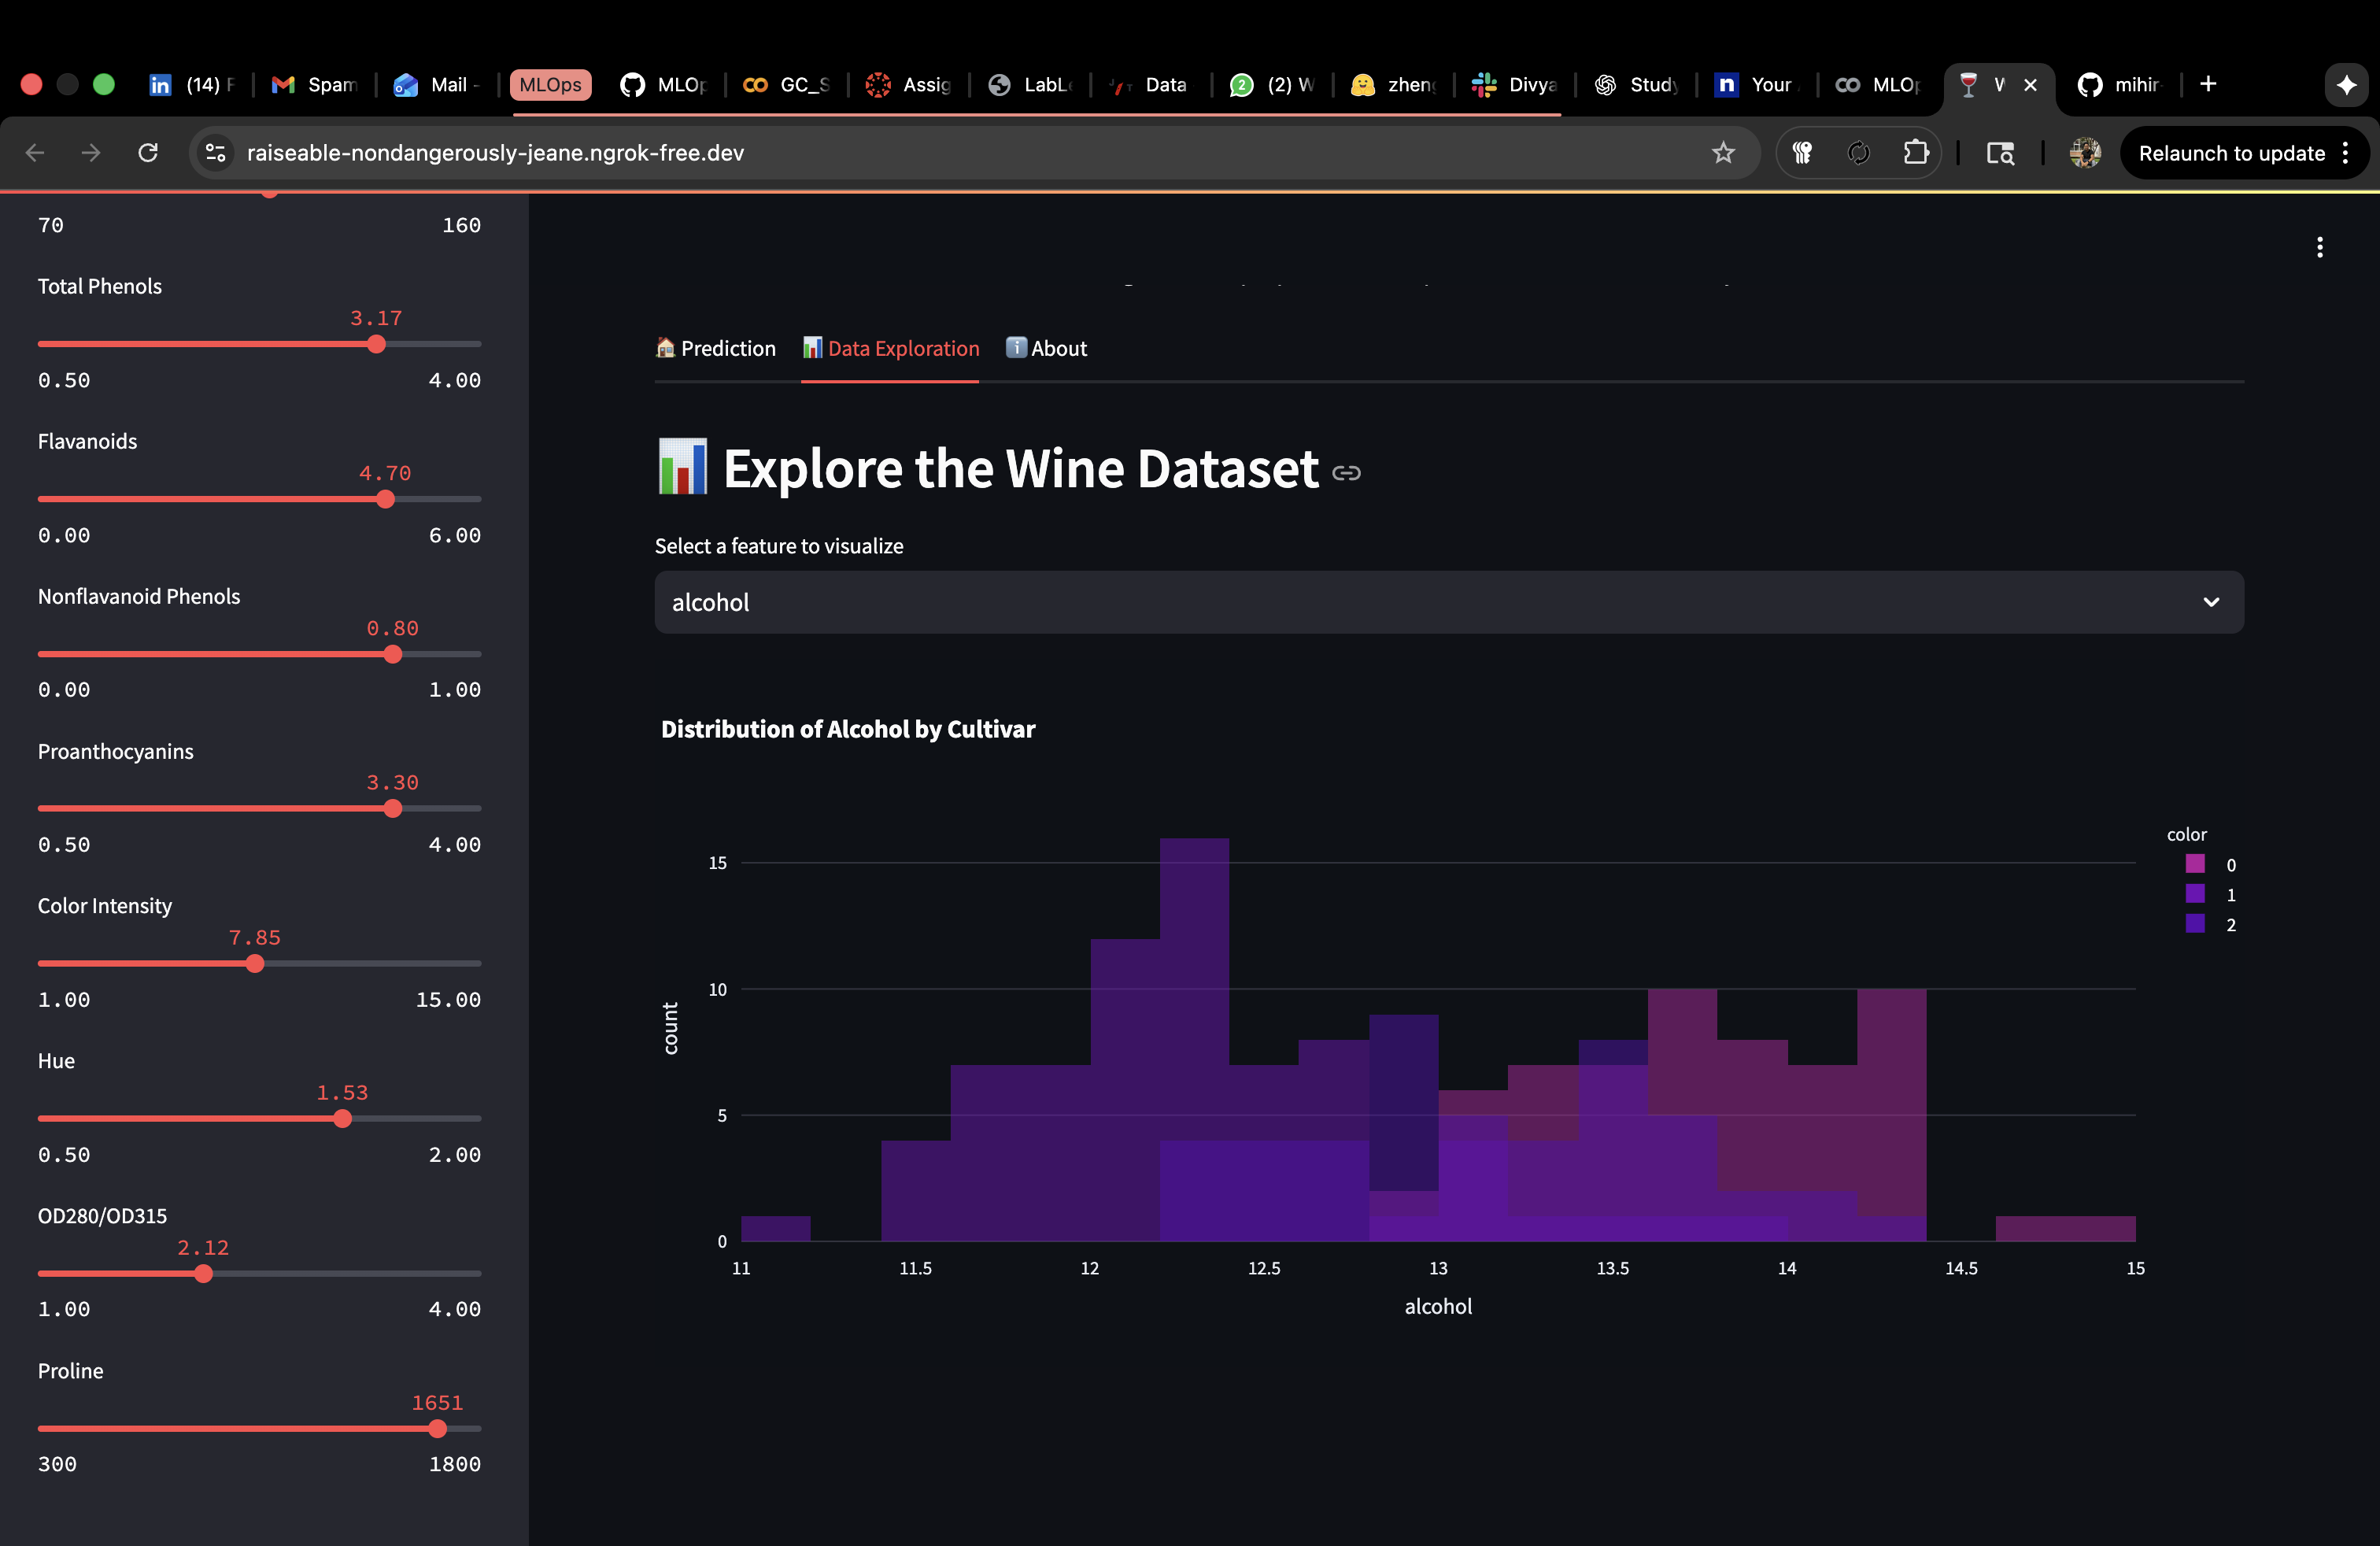 (14) F
Spam
Mail -
MLOps
MLOp
GC_S
Assig
LabLe
Data
(2) W
zheng
Divya
Study
Your
MLOp
W
mihir
raiseable-nondangerously-jeane.ngrok-free.dev
Relaunch to update
70 160
Total Phenols
3.17
0.50 4.00
Flavanoids
4.70
0.00 6.00
Nonflavanoid Phenols
0.80
0.00 1.00
Proanthocyanins
3.30
0.50 4.00
Color Intensity
7.85
1.00 15.00
Hue
1.53
0.50 2.00
OD280/OD315
2.12
1.00 4.00
Proline
1651
300 1800
Prediction Data Exploration About
Explore the Wine Dataset
Select a feature to visualize
alcohol
Distribution of Alcohol by Cultivar
color
0
1
2
15
10
5
0
count
11 11.5 12 12.5 13 13.5 14 14.5 15
alcohol